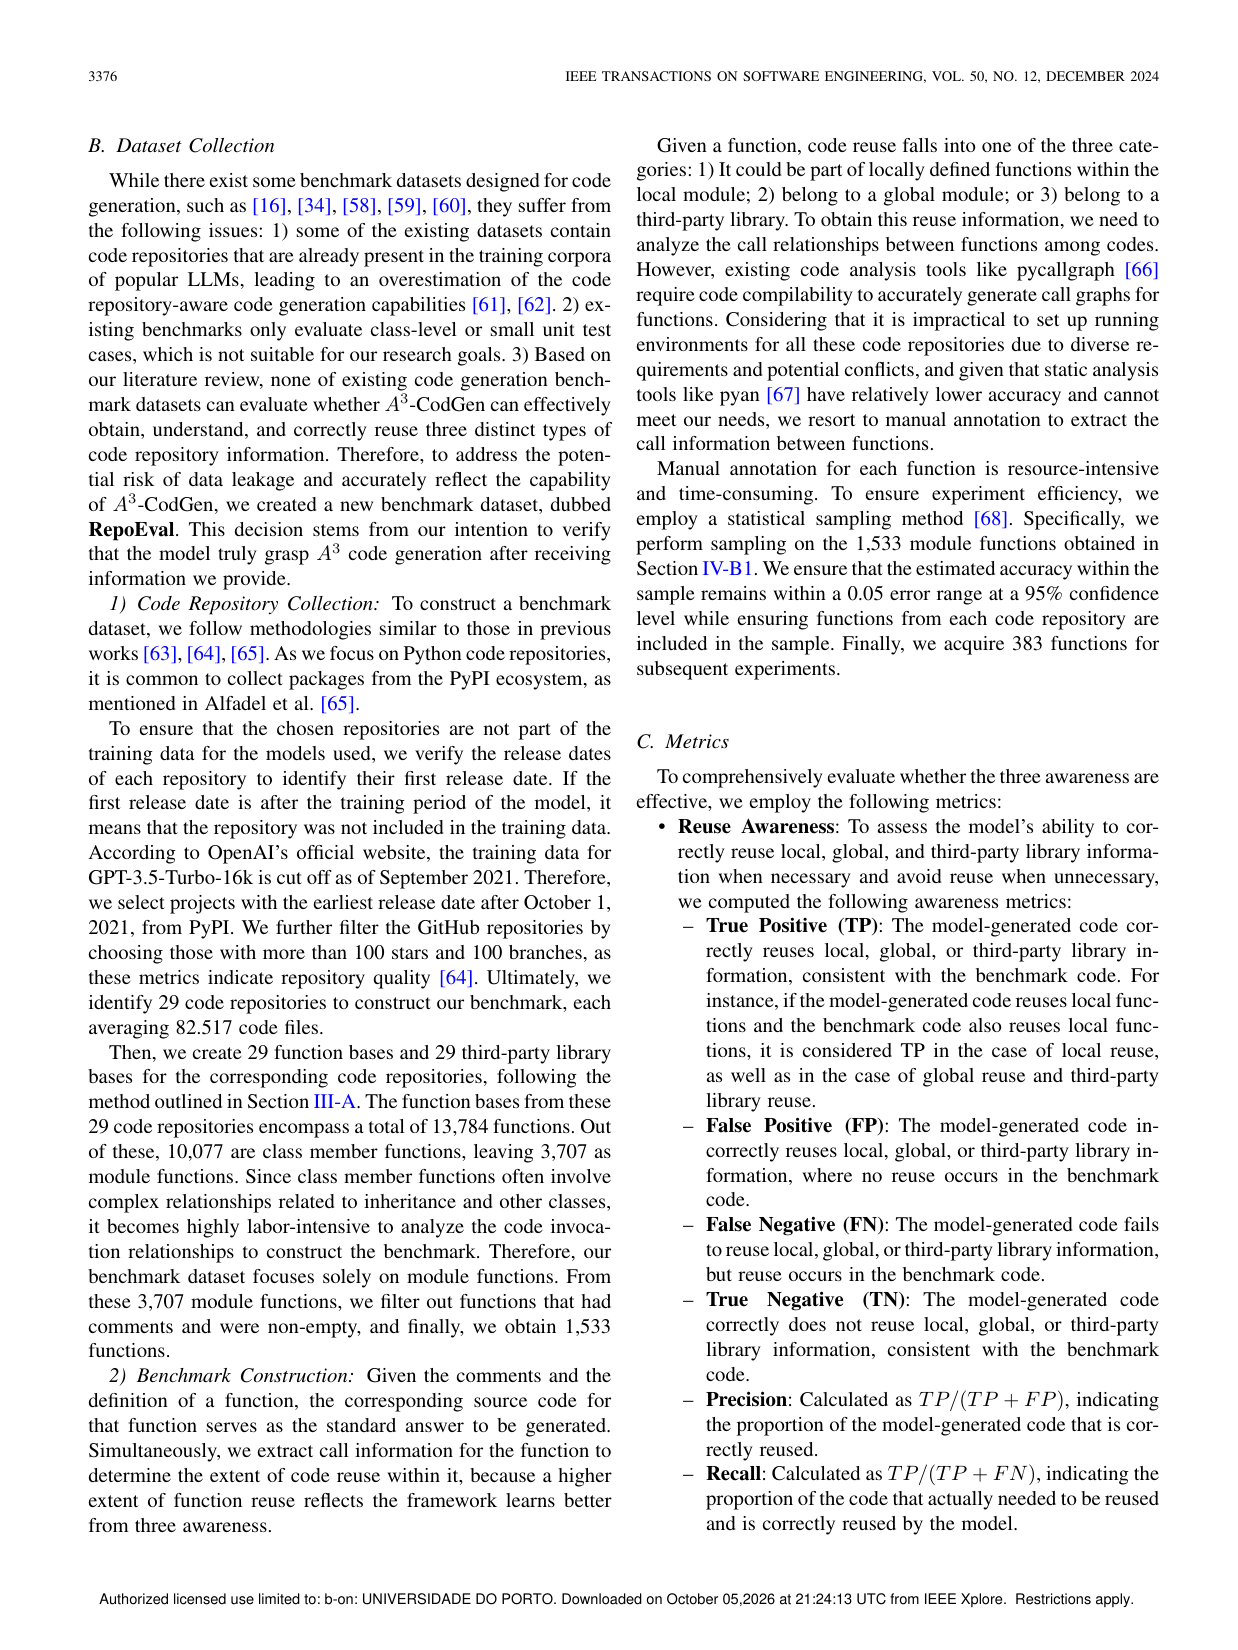 3376
IEEE TRANSACTIONS ON SOFTWARE ENGINEERING, VOL. 50, NO. 12, DECEMBER 2024
B. Dataset Collection
While there exist some benchmark datasets designed for code
generation, such as [16], [34], [58], [59], [60], they suffer from
the following issues: 1) some of the existing datasets contain
code repositories that are already present in the training corpora
of popular LLMs, leading to an overestimation of the code
repository-aware code generation capabilities [61], [62]. 2) ex-
isting benchmarks only evaluate class-level or small unit test
cases, which is not suitable for our research goals. 3) Based on
our literature review, none of existing code generation bench-
mark datasets can evaluate whether A³-CodGen can effectively
obtain, understand, and correctly reuse three distinct types of
code repository information. Therefore, to address the poten-
tial risk of data leakage and accurately reflect the capability
of A³-CodGen, we created a new benchmark dataset, dubbed
RepoEval. This decision stems from our intention to verify
that the model truly grasp A³ code generation after receiving
information we provide.
1) Code Repository Collection: To construct a benchmark
dataset, we follow methodologies similar to those in previous
works [63], [64], [65]. As we focus on Python code repositories,
it is common to collect packages from the PyPI ecosystem, as
mentioned in Alfadel et al. [65].
To ensure that the chosen repositories are not part of the
training data for the models used, we verify the release dates
of each repository to identify their first release date. If the
first release date is after the training period of the model, it
means that the repository was not included in the training data.
According to OpenAI's official website, the training data for
GPT-3.5-Turbo-16k is cut off as of September 2021. Therefore,
we select projects with the earliest release date after October 1,
2021, from PyPI. We further filter the GitHub repositories by
choosing those with more than 100 stars and 100 branches, as
these metrics indicate repository quality [64]. Ultimately, we
identify 29 code repositories to construct our benchmark, each
averaging 82.517 code files.
Then, we create 29 function bases and 29 third-party library
bases for the corresponding code repositories, following the
method outlined in Section III-A. The function bases from these
29 code repositories encompass a total of 13,784 functions. Out
of these, 10,077 are class member functions, leaving 3,707 as
module functions. Since class member functions often involve
complex relationships related to inheritance and other classes,
it becomes highly labor-intensive to analyze the code invoca-
tion relationships to construct the benchmark. Therefore, our
benchmark dataset focuses solely on module functions. From
these 3,707 module functions, we filter out functions that had
comments and were non-empty, and finally, we obtain 1,533
functions.
2) Benchmark Construction: Given the comments and the
definition of a function, the corresponding source code for
that function serves as the standard answer to be generated.
Simultaneously, we extract call information for the function to
determine the extent of code reuse within it, because a higher
extent of function reuse reflects the framework learns better
from three awareness.
Given a function, code reuse falls into one of the three cate-
gories: 1) It could be part of locally defined functions within the
local module; 2) belong to a global module; or 3) belong to a
third-party library. To obtain this reuse information, we need to
analyze the call relationships between functions among codes.
However, existing code analysis tools like pycallgraph [66]
require code compilability to accurately generate call graphs for
functions. Considering that it is impractical to set up running
environments for all these code repositories due to diverse re-
quirements and potential conflicts, and given that static analysis
tools like pyan [67] have relatively lower accuracy and cannot
meet our needs, we resort to manual annotation to extract the
call information between functions.
Manual annotation for each function is resource-intensive
and time-consuming. To ensure experiment efficiency, we
employ a statistical sampling method [68]. Specifically, we
perform sampling on the 1,533 module functions obtained in
Section IV-B1. We ensure that the estimated accuracy within the
sample remains within a 0.05 error range at a 95% confidence
level while ensuring functions from each code repository are
included in the sample. Finally, we acquire 383 functions for
subsequent experiments.
C. Metrics
To comprehensively evaluate whether the three awareness are
effective, we employ the following metrics:
• Reuse Awareness: To assess the model's ability to cor-
rectly reuse local, global, and third-party library informa-
tion when necessary and avoid reuse when unnecessary,
we computed the following awareness metrics:
– True Positive (TP): The model-generated code cor-
rectly reuses local, global, or third-party library in-
formation, consistent with the benchmark code. For
instance, if the model-generated code reuses local func-
tions and the benchmark code also reuses local func-
tions, it is considered TP in the case of local reuse,
as well as in the case of global reuse and third-party
library reuse.
– False Positive (FP): The model-generated code in-
correctly reuses local, global, or third-party library in-
formation, where no reuse occurs in the benchmark
code.
– False Negative (FN): The model-generated code fails
to reuse local, global, or third-party library information,
but reuse occurs in the benchmark code.
– True Negative (TN): The model-generated code
correctly does not reuse local, global, or third-party
library information, consistent with the benchmark
code.
– Precision: Calculated as TP/(TP + FP), indicating
the proportion of the model-generated code that is cor-
rectly reused.
– Recall: Calculated as TP/(TP + FN), indicating the
proportion of the code that actually needed to be reused
and is correctly reused by the model.
Authorized licensed use limited to: b-on: UNIVERSIDADE DO PORTO. Downloaded on October 05,2026 at 21:24:13 UTC from IEEE Xplore. Restrictions apply.